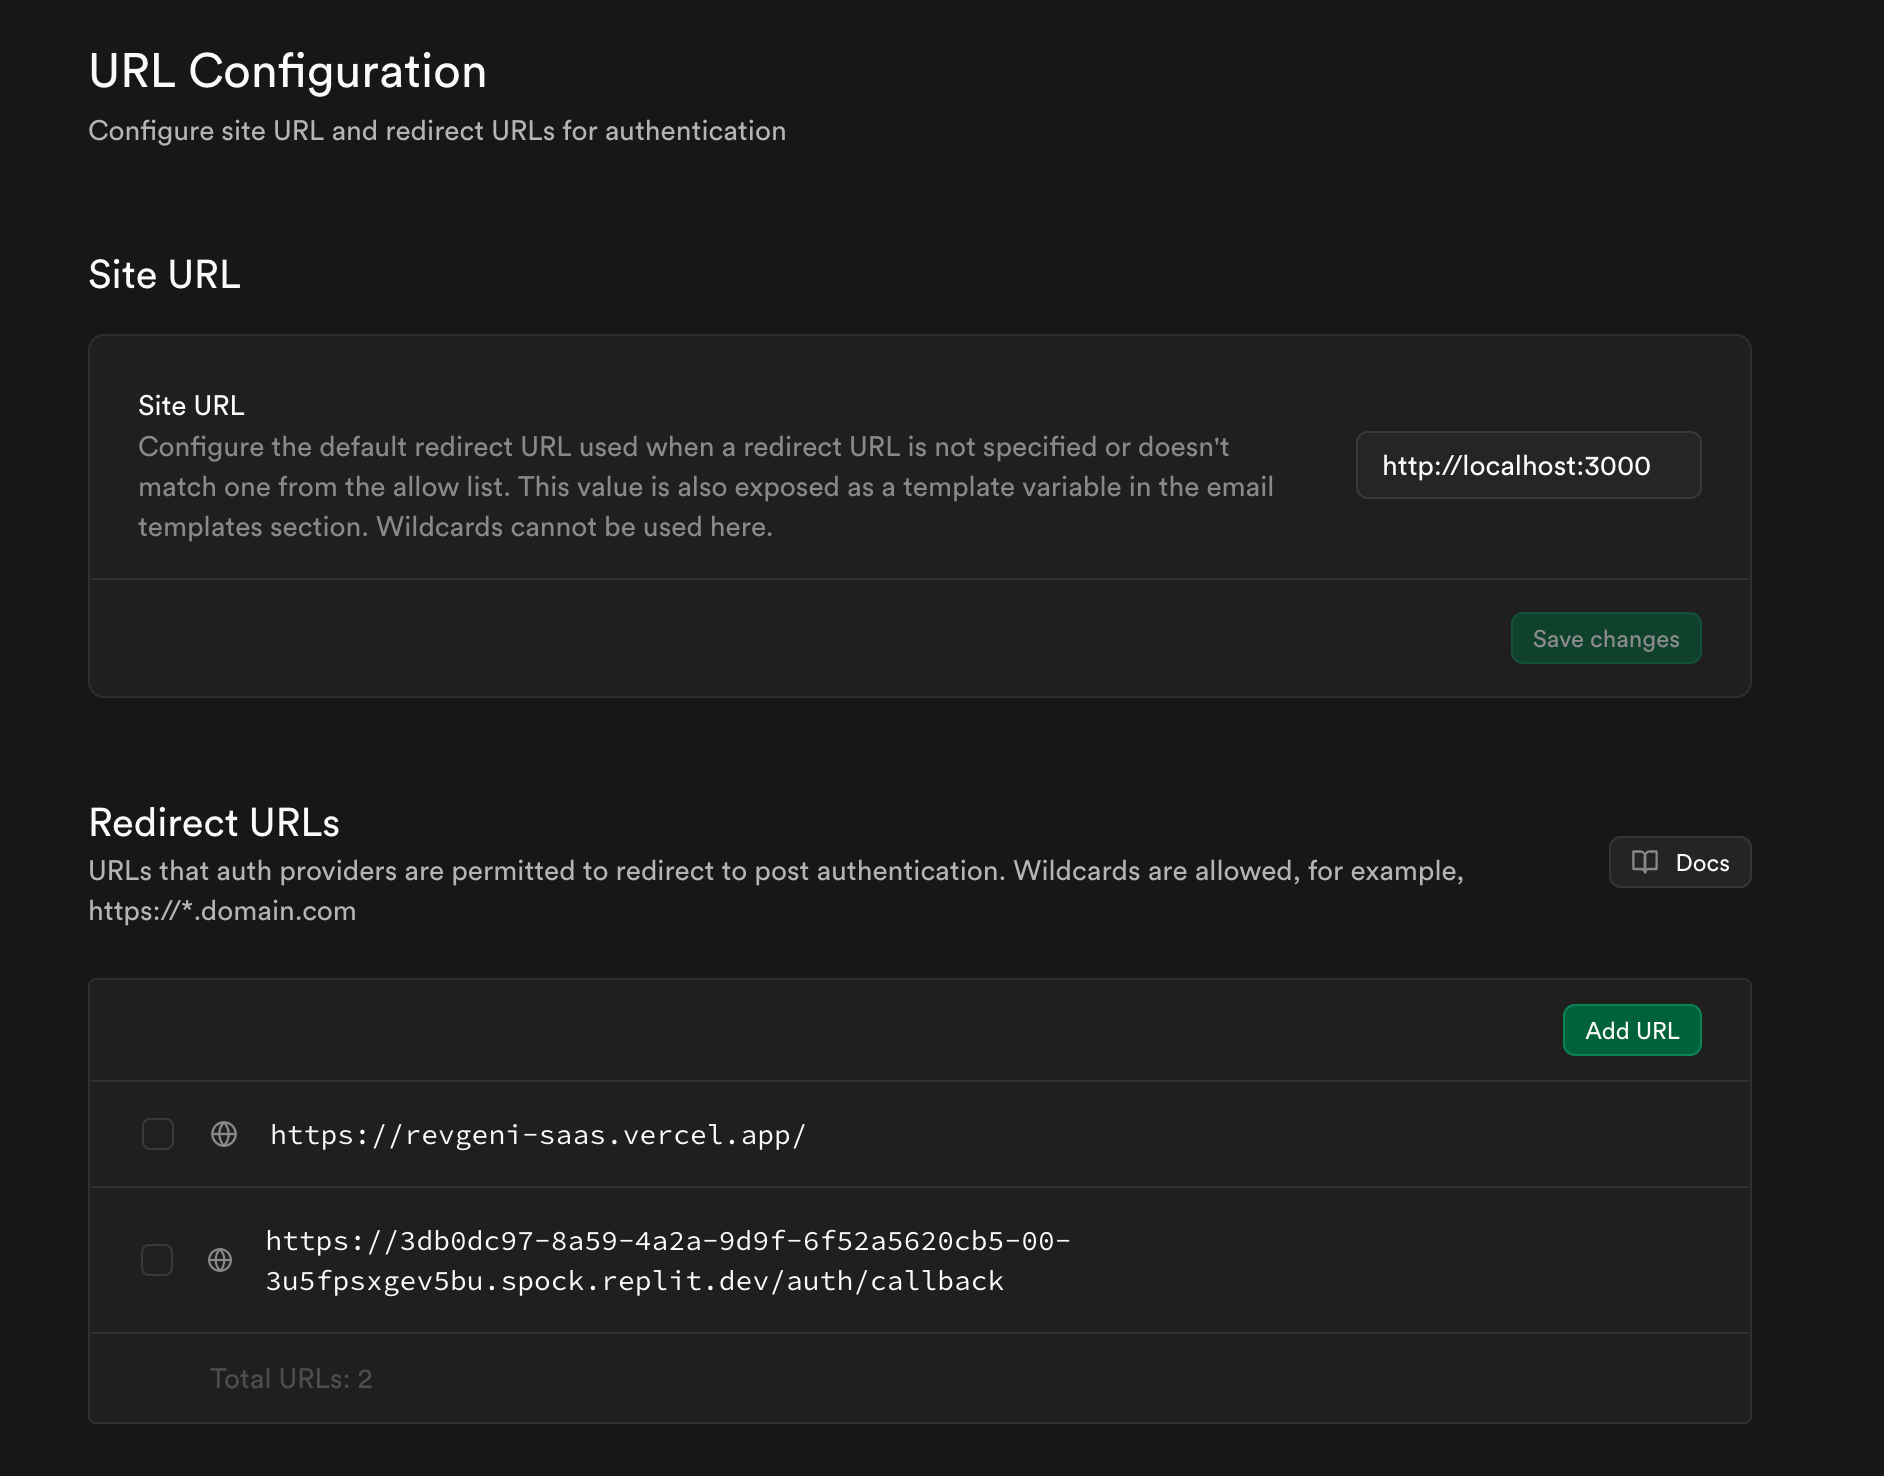 URL Configuration
Configure site URL and redirect URLs for authentication
Site URL
Site URL
Configure the default redirect URL used when a redirect URL is not specified or doesn't
match one from the allow list. This value is also exposed as a template variable in the email
templates section. Wildcards cannot be used here.
http://localhost:3000
Save changes
Redirect URLs
URLs that auth providers are permitted to redirect to post authentication. Wildcards are allowed, for example,
https://*.domain.com
Docs
Add URL
https://revgeni-saas.vercel.app/
https://3db0dc97-8a59-4a2a-9d9f-6f52a5620cb5-00-
3u5fpsxgev5bu.spock.replit.dev/auth/callback
Total URLs: 2